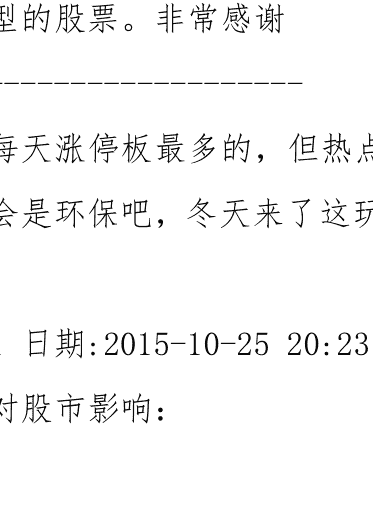 型的股票。非常感谢
-------------------
每天涨停板最多的，但热点
会是环保吧，冬天来了这玩
日期:2015-10-25 20:23
对股市影响：